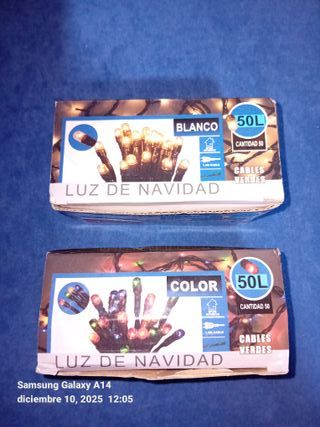 BLANCO
50L
CANTIDAD 50
CABLES
VERDES
LUZ DE NAVIDAD
COLOR
50L
CANTIDAD 50
CABLES
VERDES
LUZ DE NAVIDAD
Samsung Galaxy A14
diciembre 10, 2025 12:05